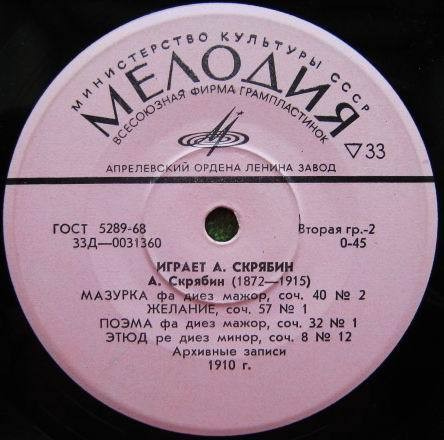 МИНИСТЕРСТВО КУЛЬТУРЫ СССР
МЕЛОДИЯ
ВСЕСОЮЗНАЯ ФИРМА ГРАМПЛАСТИНОК
▽33
АПРЕЛЕВСКИЙ ОРДЕНА ЛЕНИНА ЗАВОД
ГОСТ 5289-68
Вторая гр.-2
33Д—0031360
0-45
ИГРАЕТ А. СКРЯБИН
А. Скрябин (1872—1915)
МАЗУРКА фа диез мажор, соч. 40 № 2
ЖЕЛАНИЕ, соч. 57 № 1
ПОЭМА фа диез мажор, соч. 32 № 1
ЭТЮД ре диез минор, соч. 8 № 12
Архивные записи
1910 г.